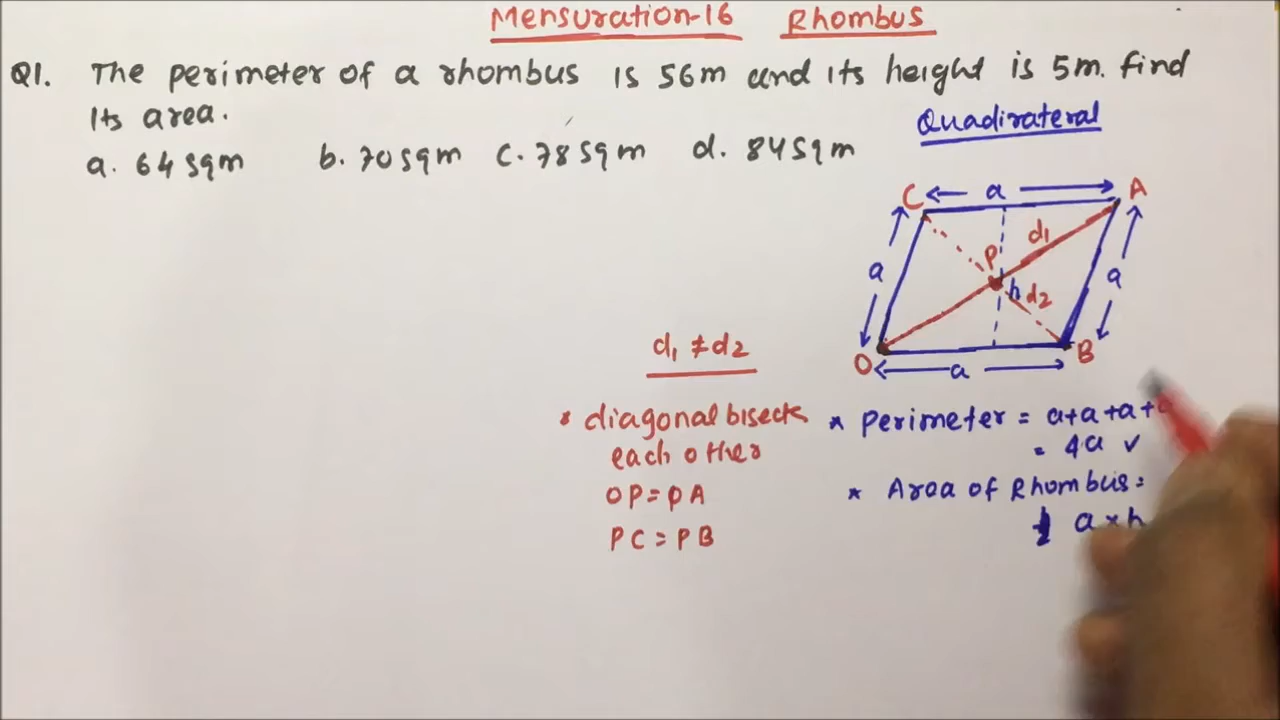 Mensuration-16 Rhombus
Q1. The perimeter of a rhombus is 56m and its height is 5m. find
its area.
a. 64 sqm b. 70 sqm c. 78 sqm d. 84 sqm
Quadirateral
C a A
a P d1 a
h d2
O a B
d1 ≠ d2
* diagonal bisects
each other
OP = PA
PC = PB
* Perimeter = a+a+a+a
= 4a ✓
* Area of Rhombus =
a × h